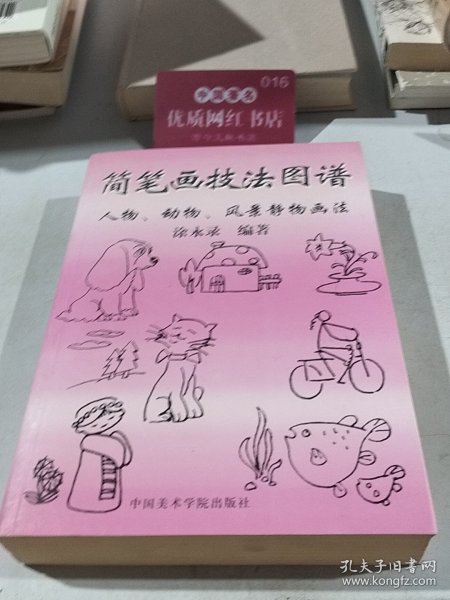 016
优质网红书店
简笔画技法图谱
人物、动物、风景静物画法
涂永录 编著
中国美术学院出版社
孔夫子旧书网
www.kongfz.com